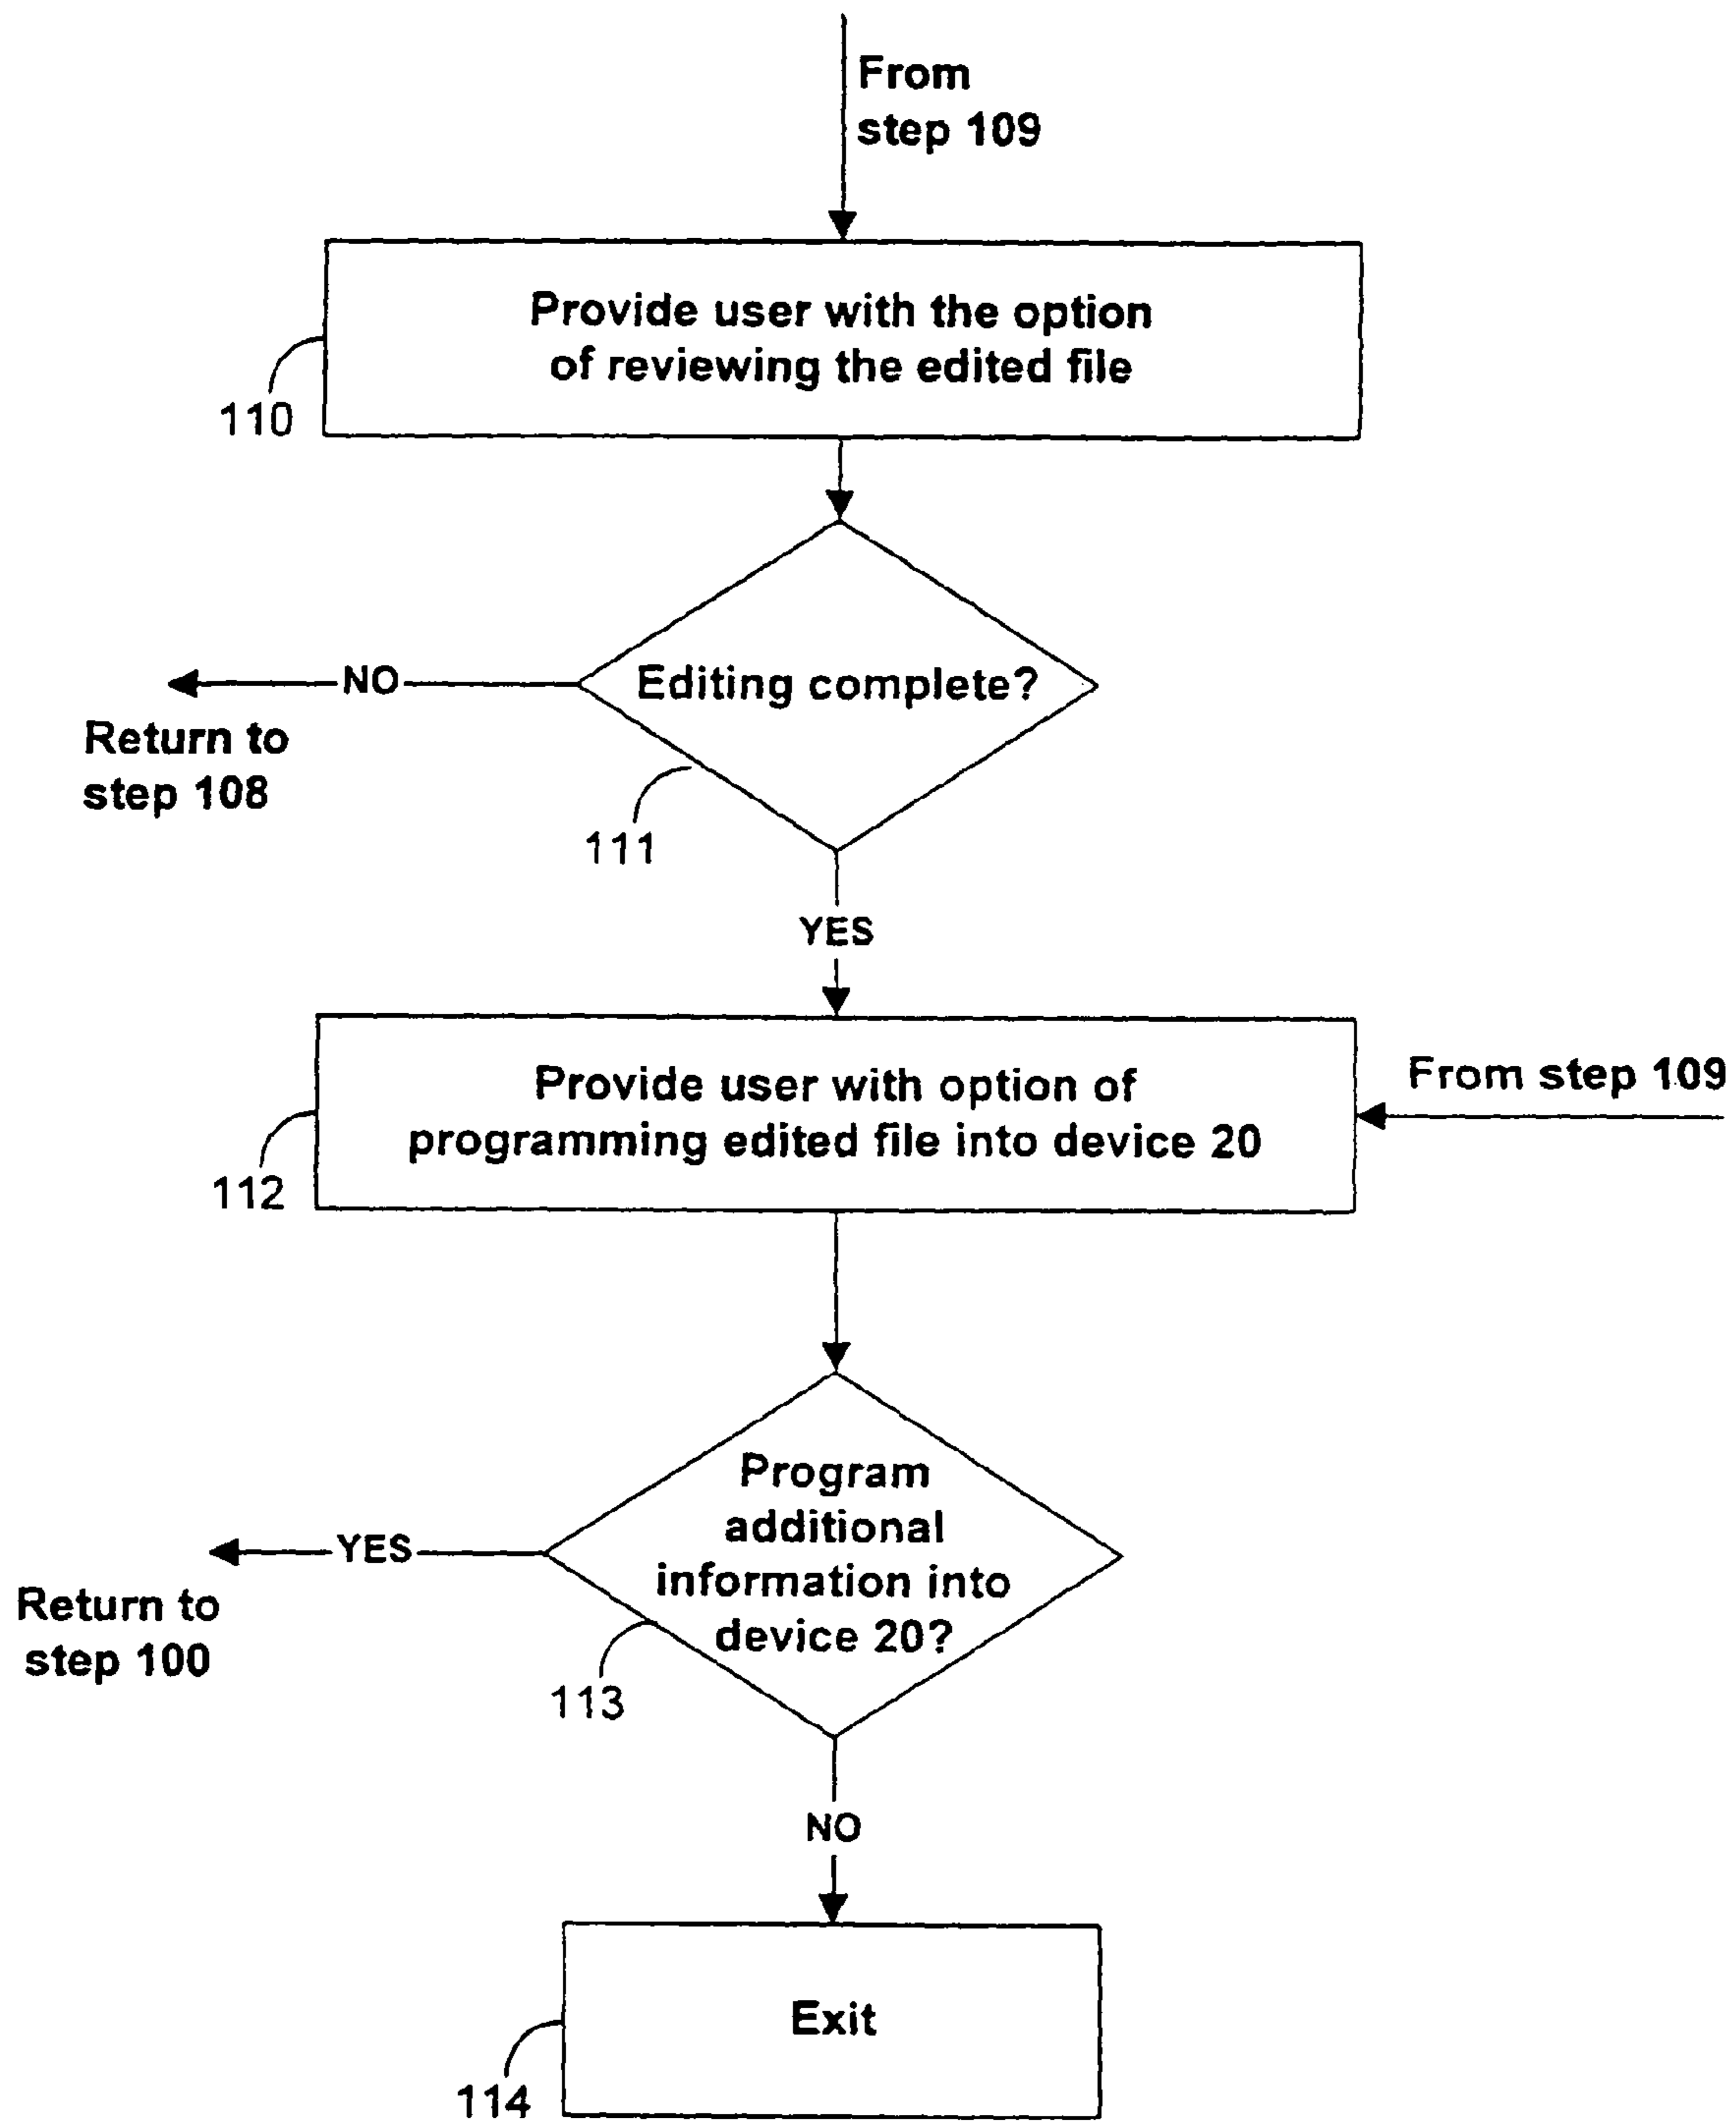 From
step 109
Provide user with the option
of reviewing the edited file
110
Editing complete?
NO
Return to
step 108
111
YES
Provide user with option of
programming edited file into device 20
From step 109
112
Program
additional
information into
device 20?
YES
Return to
step 100
113
NO
Exit
114